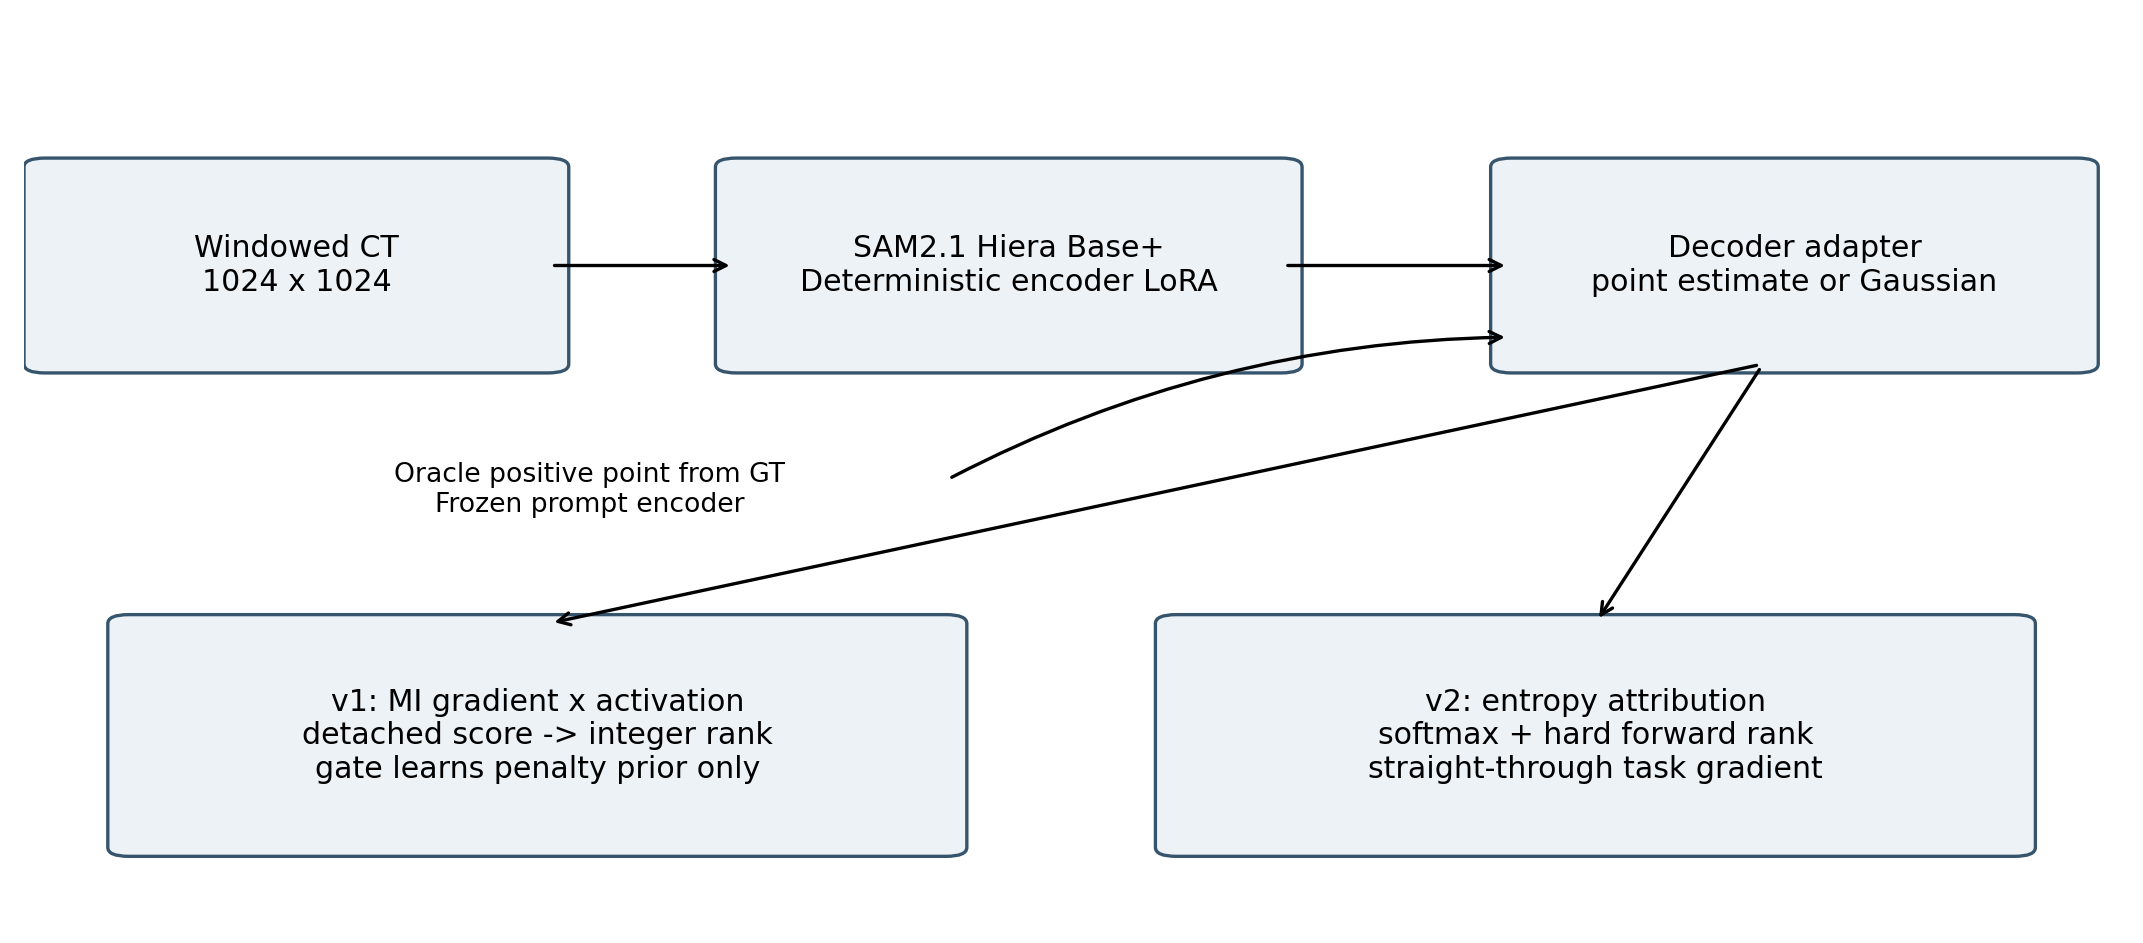 Windowed CT
1024 x 1024
SAM2.1 Hiera Base+
Deterministic encoder LoRA
Decoder adapter
point estimate or Gaussian
Oracle positive point from GT
Frozen prompt encoder
v1: MI gradient x activation
detached score -> integer rank
gate learns penalty prior only
v2: entropy attribution
softmax + hard forward rank
straight-through task gradient